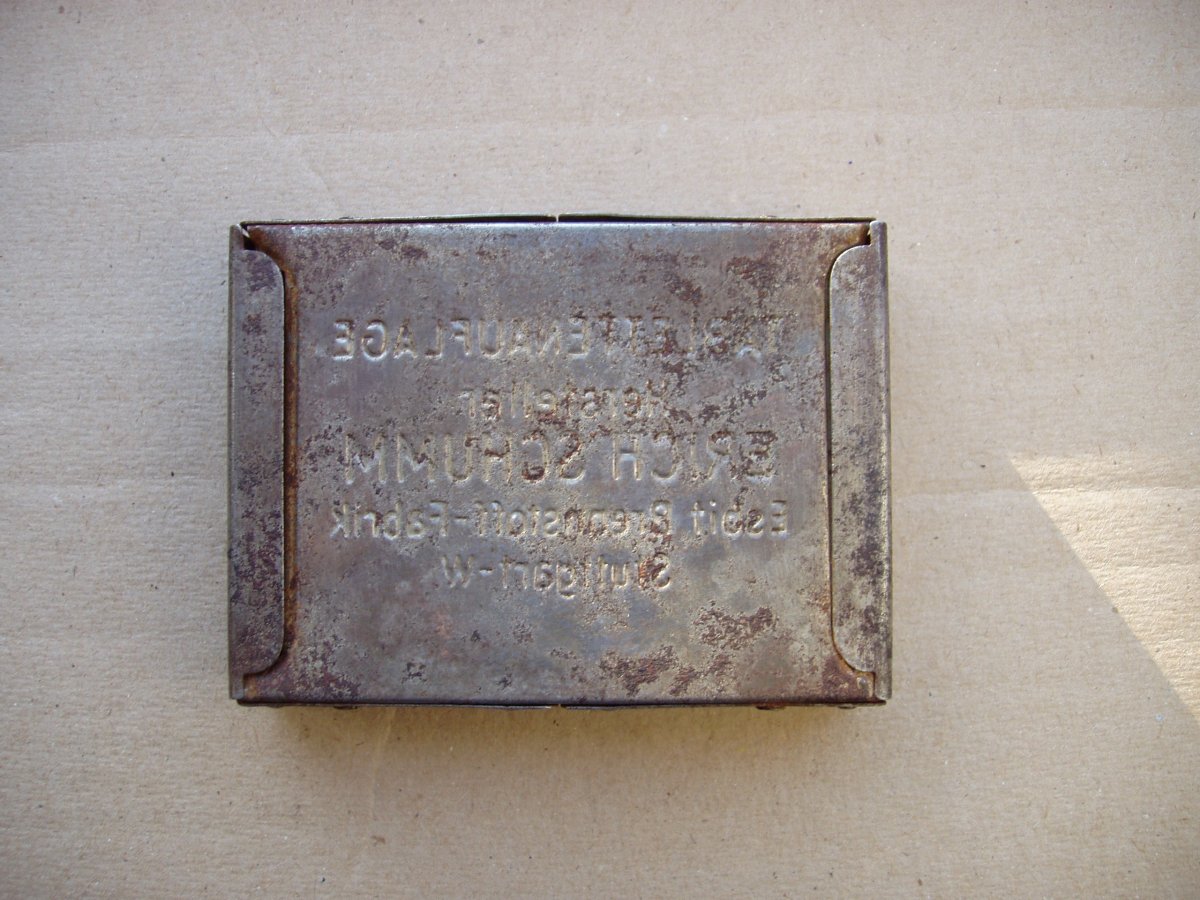 TABLETTENAUFLAGE
Hersteller
ERICH SCHUMM
Esbit Brennstoff-Fabrik
Stuttgart-W